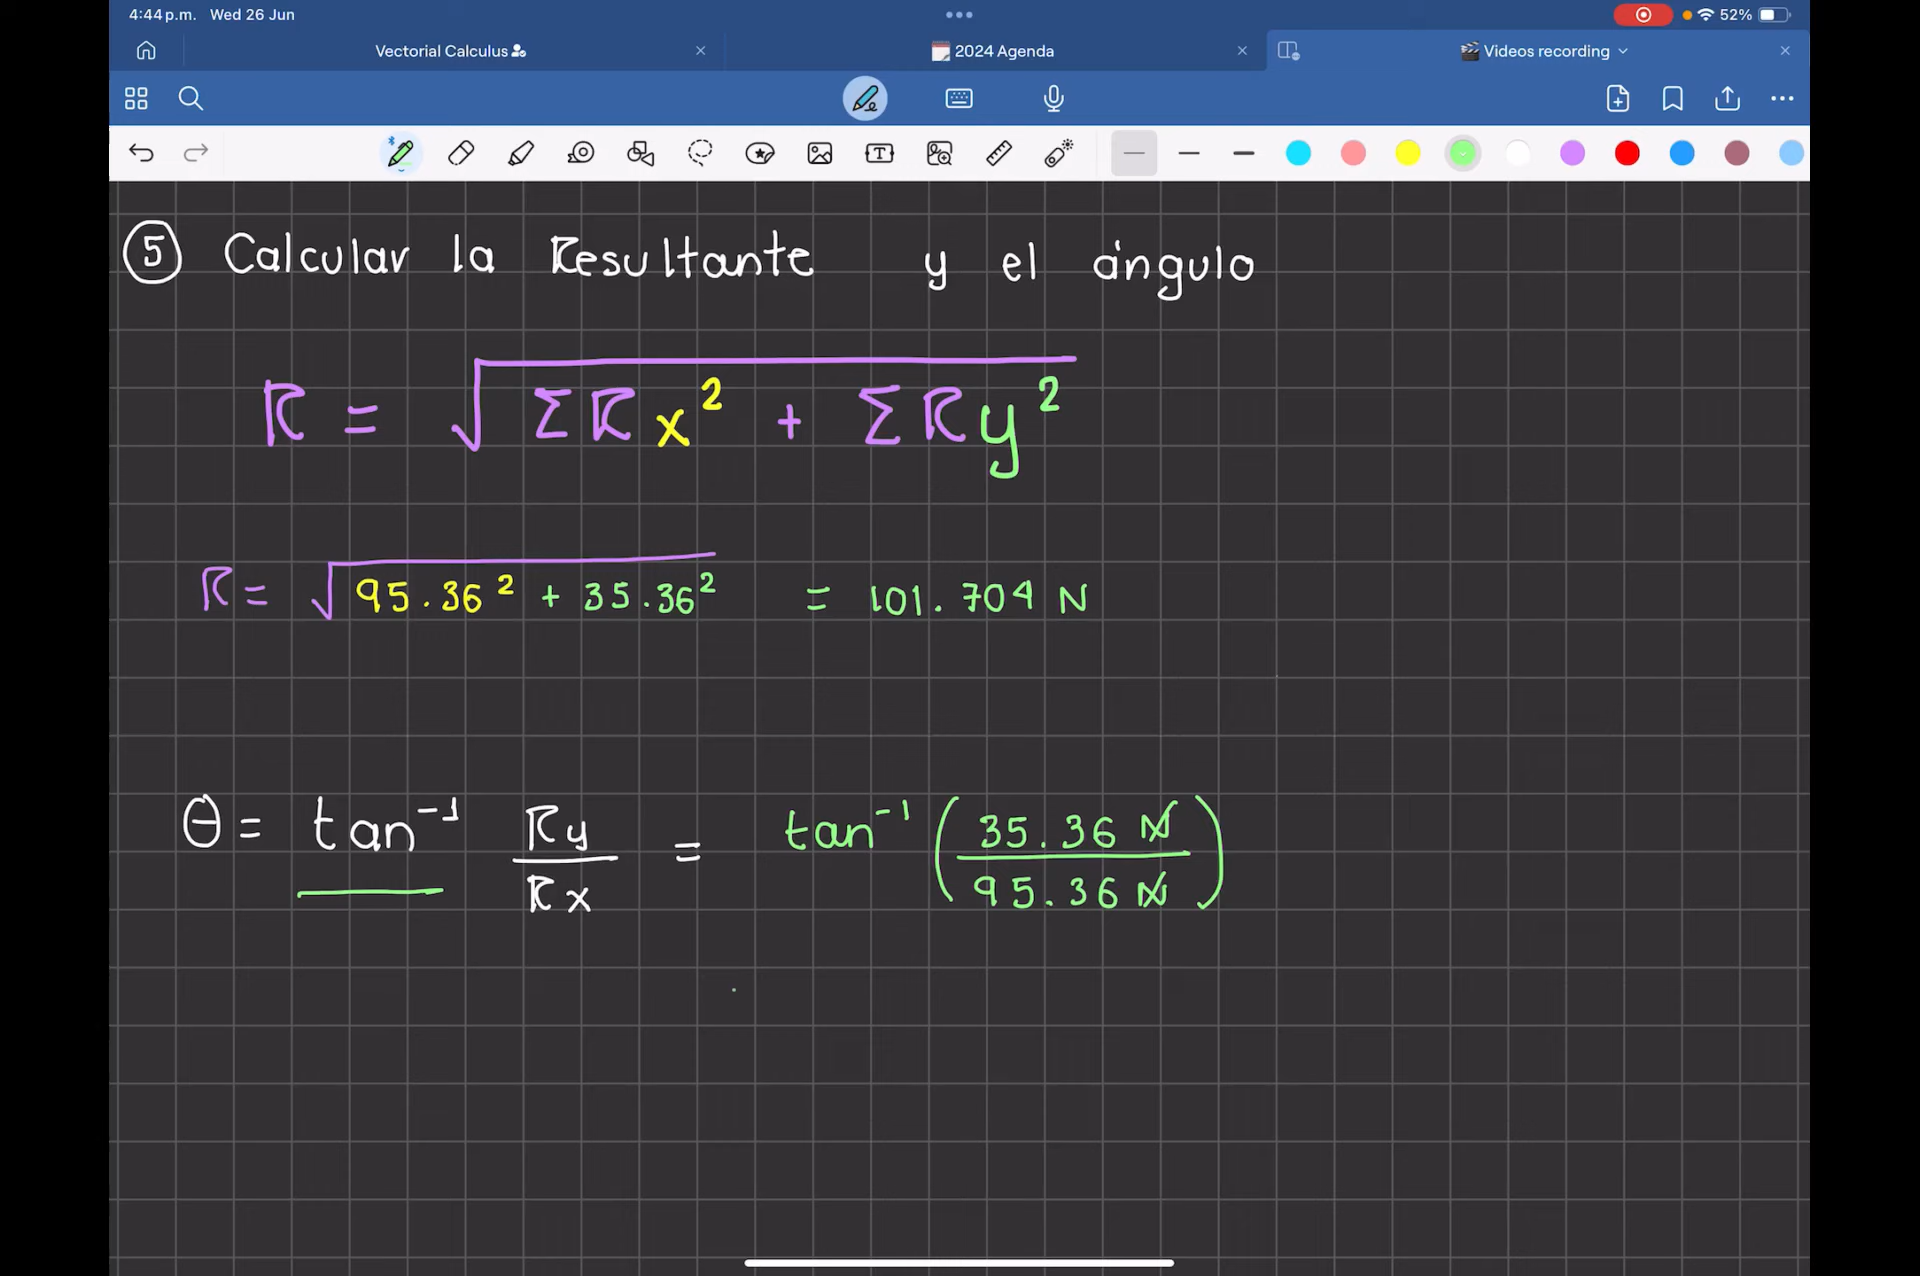 4:44 p.m. Wed 26 Jun
52%
Vectorial Calculus
2024 Agenda
Videos recording
⑤ Calcular la Resultante y el ángulo
R = √ΣRx² + ΣRy²
R = √95.36² + 35.36² = 101.704 N
θ = tan⁻¹ Ry/Rx = tan⁻¹ (35.36 N/95.36 N)